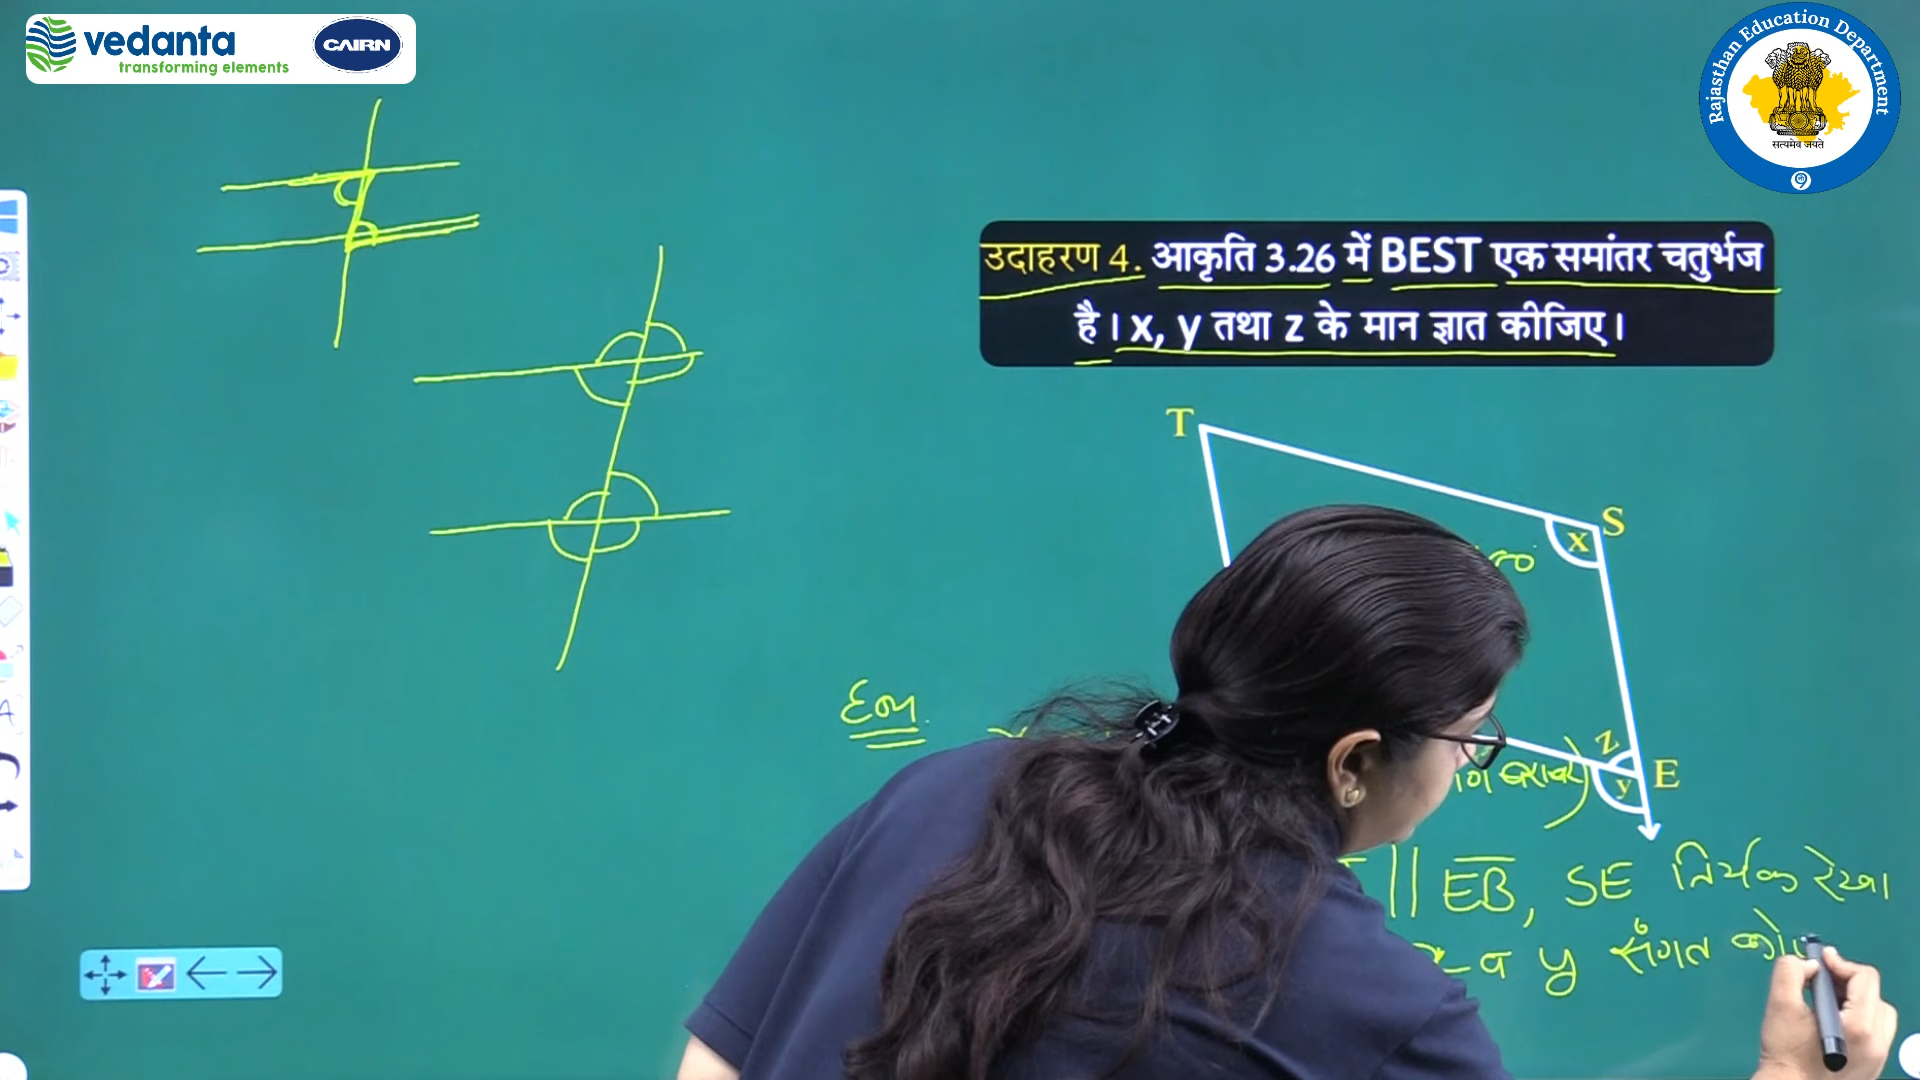 vedanta
transforming elements
CAIRN
Rajasthan Education Department
सत्यमेव जयते
उदाहरण 4. आकृति 3.26 में BEST एक समांतर चतुर्भज
है। x, y तथा z के मान ज्ञात कीजिए।
T
S
x
z
E
y
|| EB, SE तिर्यक रेखा
व y संगत